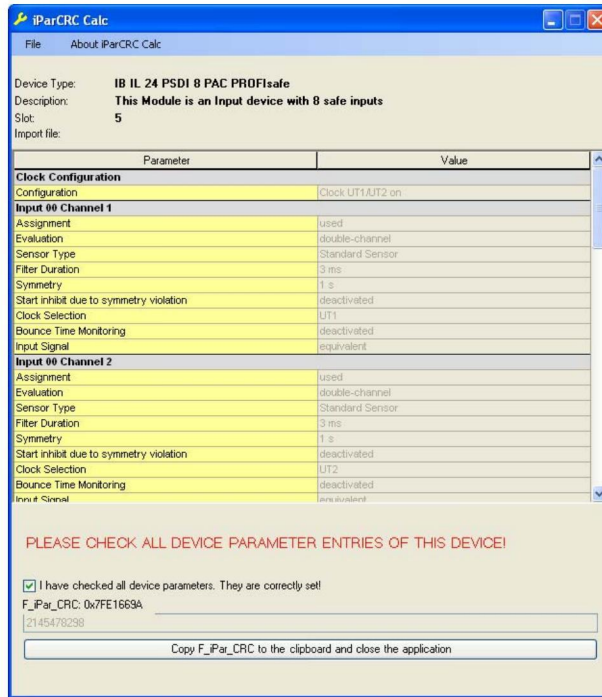 iParCRC Calc
File About iParCRC Calc
Device Type: IB IL 24 PSDI 8 PAC PROFIsafe
Description: This Module is an Input device with 8 safe inputs
Slot: 5
Import file:
Parameter Value
Clock Configuration
Configuration Clock UT1/UT2 on
Input 00 Channel 1
Assignment used
Evaluation double-channel
Sensor Type Standard Sensor
Filter Duration 3 ms
Symmetry 1 s
Start inhibit due to symmetry violation deactivated
Clock Selection UT1
Bounce Time Monitoring deactivated
Input Signal equivalent
Input 00 Channel 2
Assignment used
Evaluation double-channel
Sensor Type Standard Sensor
Filter Duration 3 ms
Symmetry 1 s
Start inhibit due to symmetry violation deactivated
Clock Selection UT2
Bounce Time Monitoring deactivated
Input Signal equivalent
PLEASE CHECK ALL DEVICE PARAMETER ENTRIES OF THIS DEVICE!
I have checked all device parameters. They are correctly set!
F_iPar_CRC: 0x7FE1669A
2145478298
Copy F_iPar_CRC to the clipboard and close the application